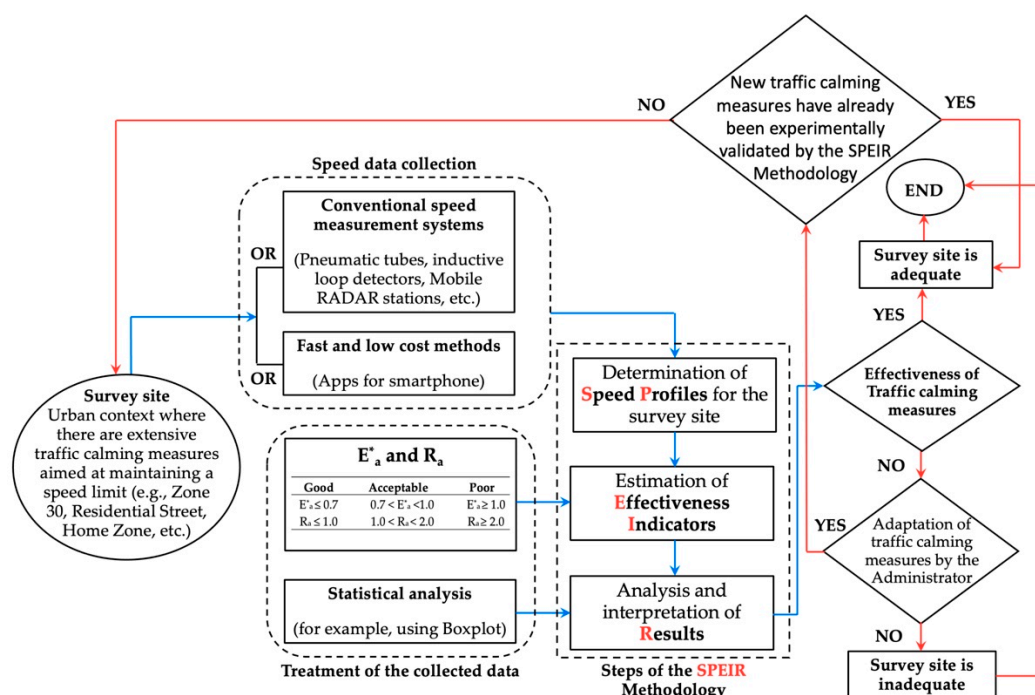 New traffic calming
measures have already
been experimentally
validated by the SPEIR
Methodology
NO
YES
Speed data collection
Conventional speed
measurement systems
(Pneumatic tubes, inductive
loop detectors, Mobile
RADAR stations, etc.)
OR
Fast and low cost methods
(Apps for smartphone)
OR
END
Survey site is
adequate
YES
Survey site
Urban context where
there are extensive
traffic calming measures
aimed at maintaining a
speed limit (e.g., Zone
30, Residential Street,
Home Zone, etc.)
Determination of
Speed Profiles for the
survey site
Effectiveness of
Traffic calming
measures
E*a and Ra
Good Acceptable Poor
E*a ≤ 0.7 0.7 < E*a <1.0 E*a ≥ 1.0
Ra ≤ 1.0 1.0 < Ra < 2.0 Ra ≥ 2.0
Estimation of
Effectiveness
Indicators
NO
YES
Adaptation of
traffic calming
measures by the
Administrator
Statistical analysis
(for example, using Boxplot)
Analysis and
interpretation of
Results
NO
Treatment of the collected data
Steps of the SPEIR
Methodology
Survey site is
inadequate